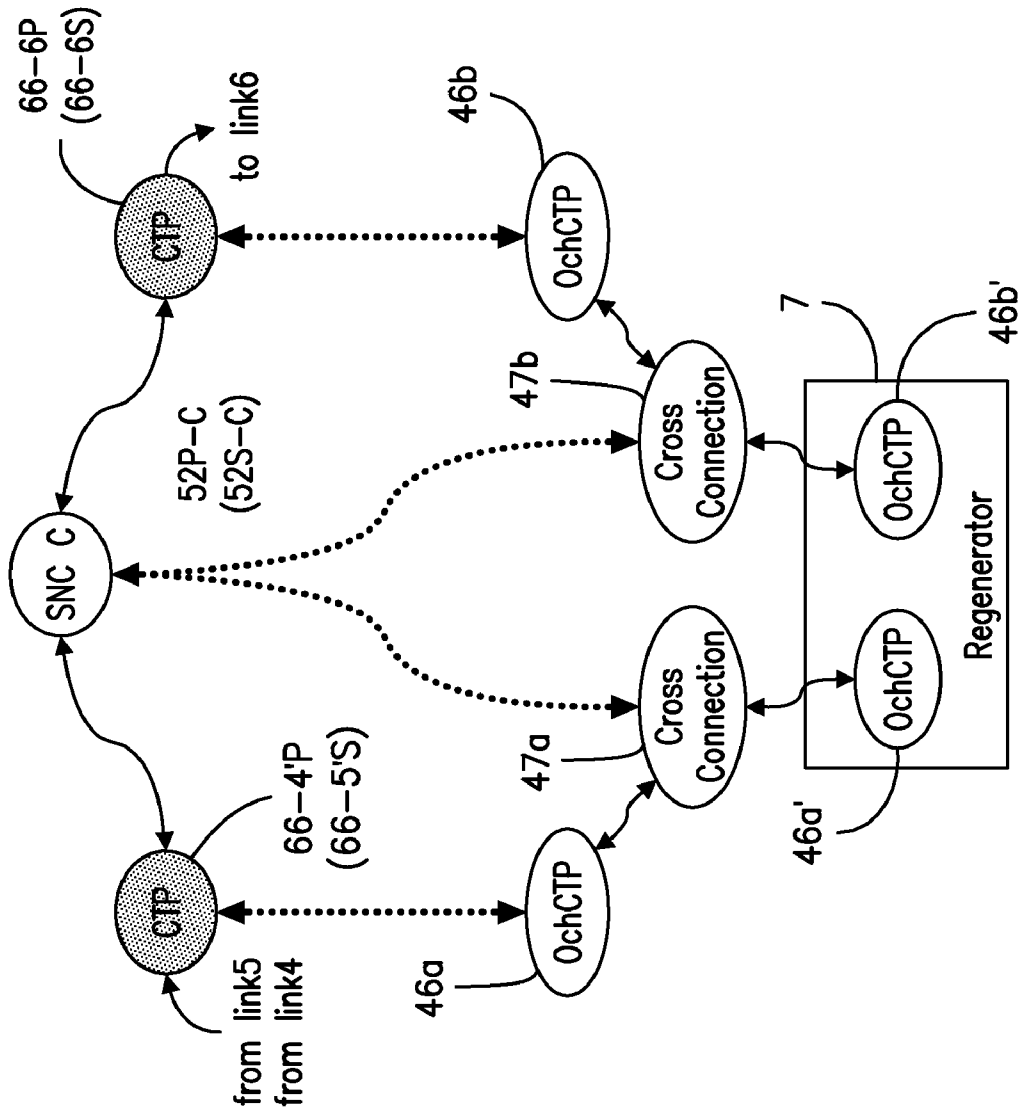 from link5
from link4
CTP
66-4'P
(66-5'S)
SNC C
52P-C
(52S-C)
CTP
66-6P
(66-6S)
to link6
46a
OchCTP
47a
Cross
Connection
47b
Cross
Connection
OchCTP
46b
46a'
OchCTP
Regenerator
OchCTP
7
46b'